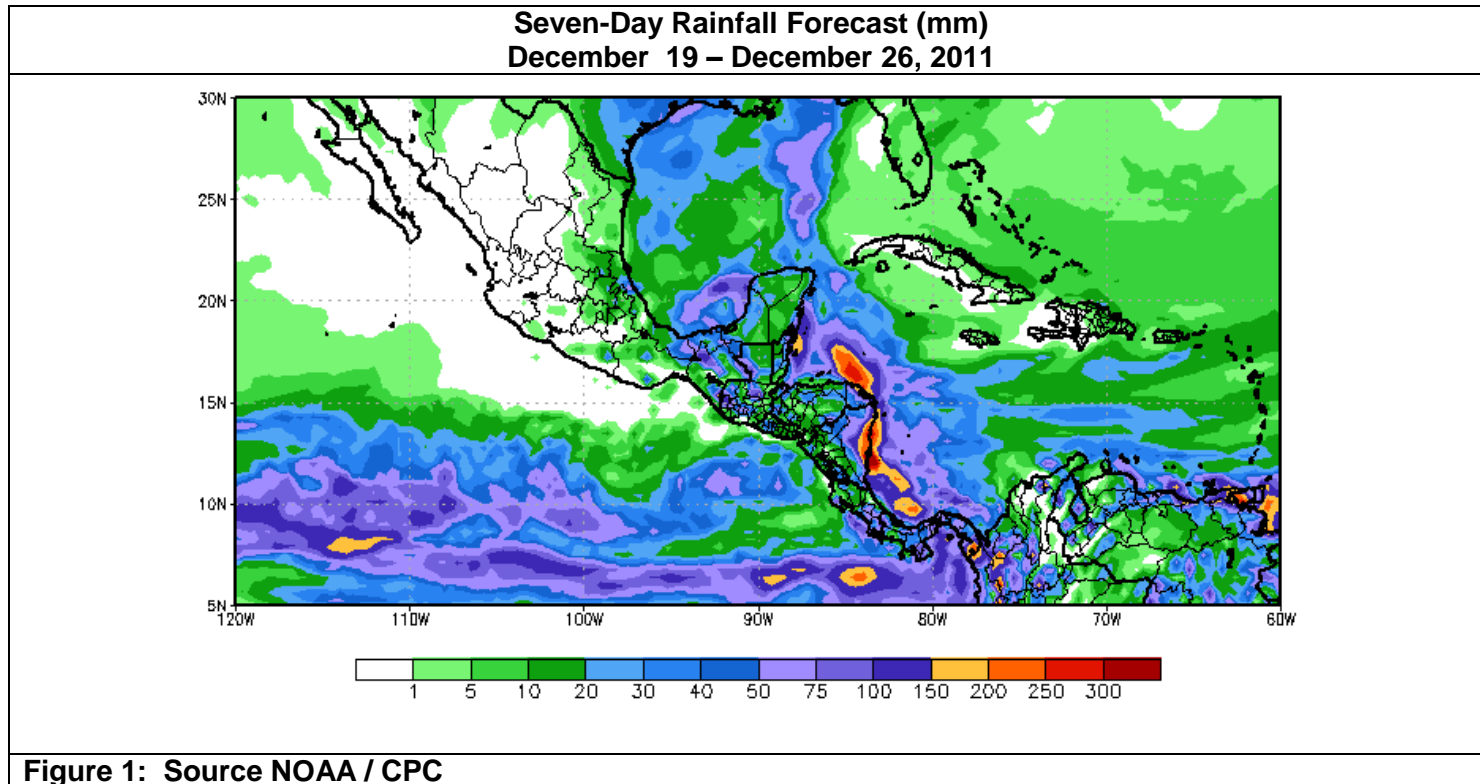 Seven-Day Rainfall Forecast (mm)
December 19 – December 26, 2011
30N
25N
20N
15N
10N
5N
120W 110W 100W 90W 80W 70W 60W
1 5 10 20 30 40 50 75 100 150 200 250 300
Figure 1: Source NOAA / CPC